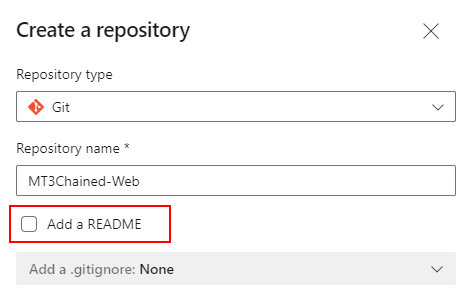 Create a repository
Repository type
Git
Repository name *
MT3Chained-Web
Add a README
Add a .gitignore: None